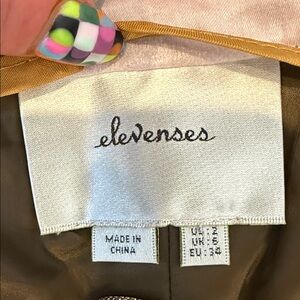 elevenses
MADE IN
CHINA
US: 2
UK: 6
EU: 34